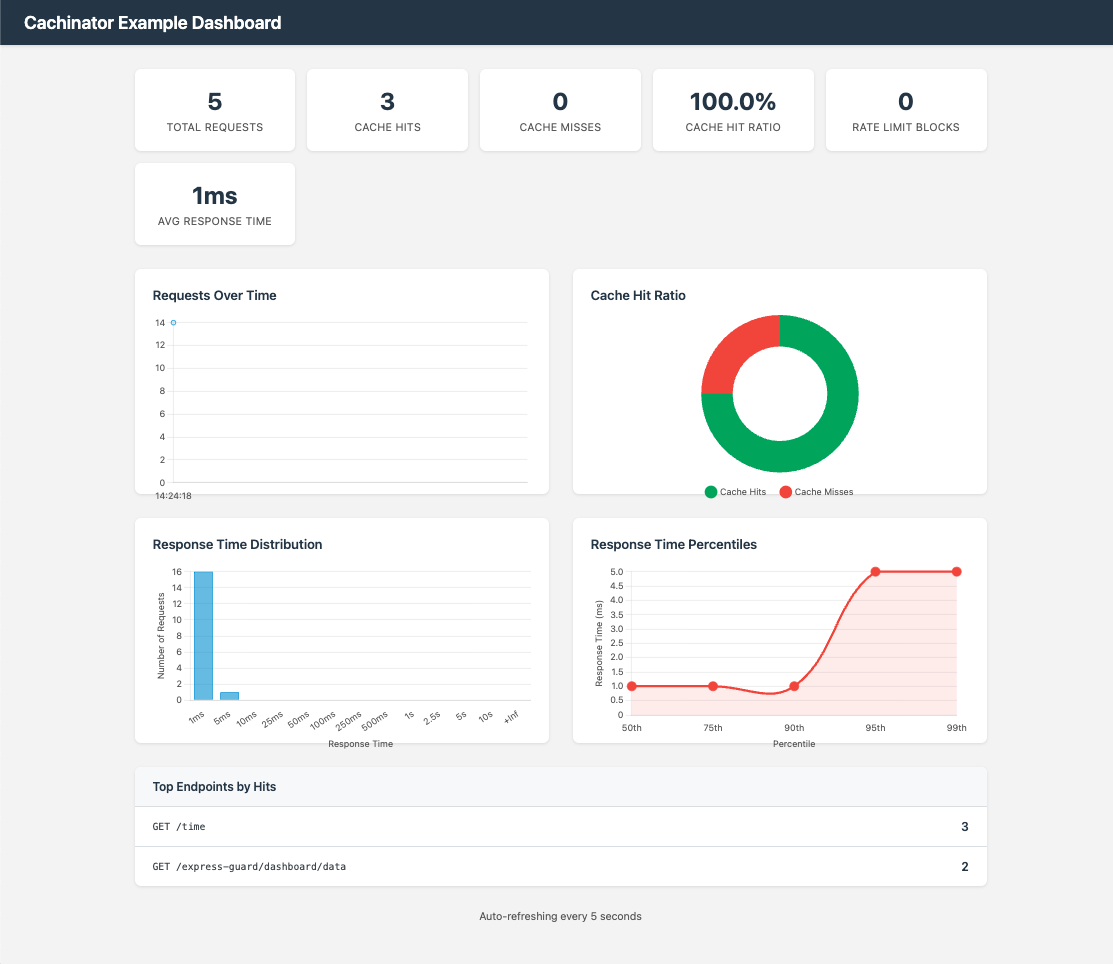 Cachinator Example Dashboard
5
TOTAL REQUESTS
3
CACHE HITS
0
CACHE MISSES
100.0%
CACHE HIT RATIO
0
RATE LIMIT BLOCKS
1ms
AVG RESPONSE TIME
Requests Over Time
14
12
10
8
6
4
2
0
14:24:18
Cache Hit Ratio
Cache Hits
Cache Misses
Response Time Distribution
Number of Requests
16
14
12
10
8
6
4
2
0
1ms
5ms
10ms
25ms
50ms
100ms
250ms
500ms
1s
2.5s
5s
10s
+Inf
Response Time
Response Time Percentiles
Response Time (ms)
5.0
4.5
4.0
3.5
3.0
2.5
2.0
1.5
1.0
0.5
0
50th
75th
90th
95th
99th
Percentile
Top Endpoints by Hits
GET /time 3
GET /express-guard/dashboard/data 2
Auto-refreshing every 5 seconds